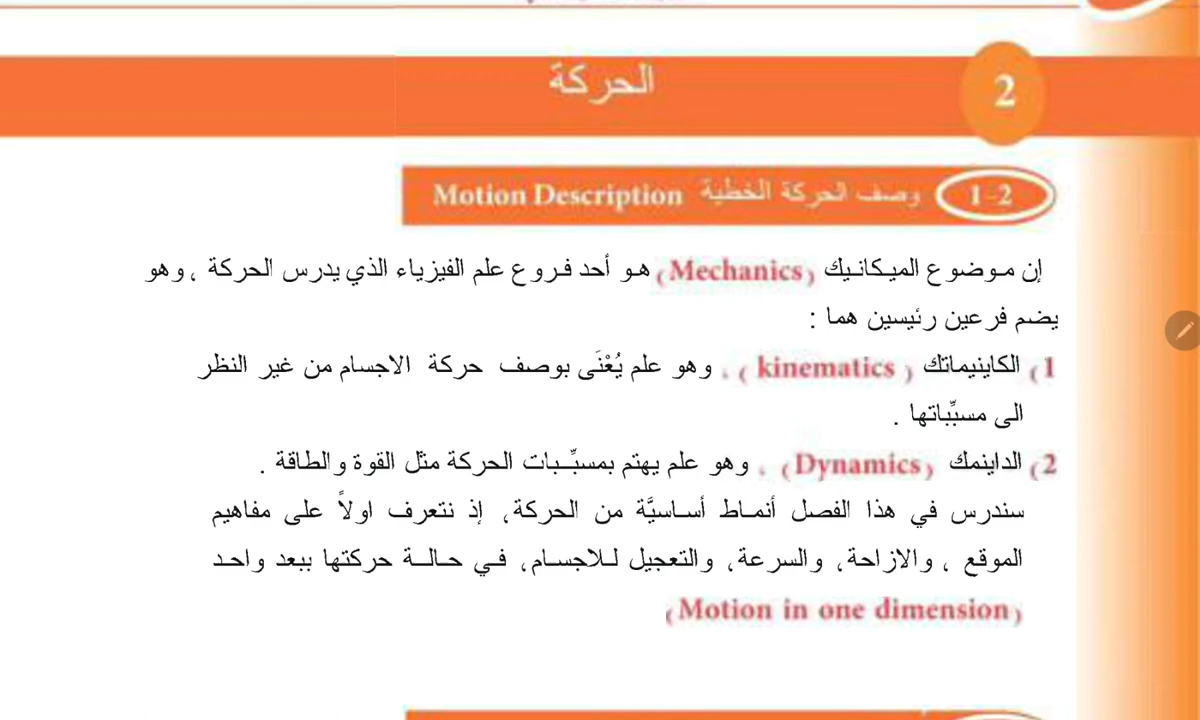 2 الحركة
1-2 وصف الحركة الخطية Motion Description
إن موضوع الميكانيك (Mechanics) هو أحد فروع علم الفيزياء الذي يدرس الحركة ، وهو
يضم فرعين رئيسين هما :
1) الكاينيماتك ( kinematics ) ، وهو علم يُعْنَى بوصف حركة الاجسام من غير النظر
الى مسبِّباتها .
2) الداينمك (Dynamics) ، وهو علم يهتم بمسبِّبات الحركة مثل القوة والطاقة .
سندرس في هذا الفصل أنماط أساسيَّة من الحركة، إذ نتعرف اولاً على مفاهيم
الموقع ، والازاحة، والسرعة، والتعجيل للاجسام، في حالة حركتها ببعد واحد
(Motion in one dimension)